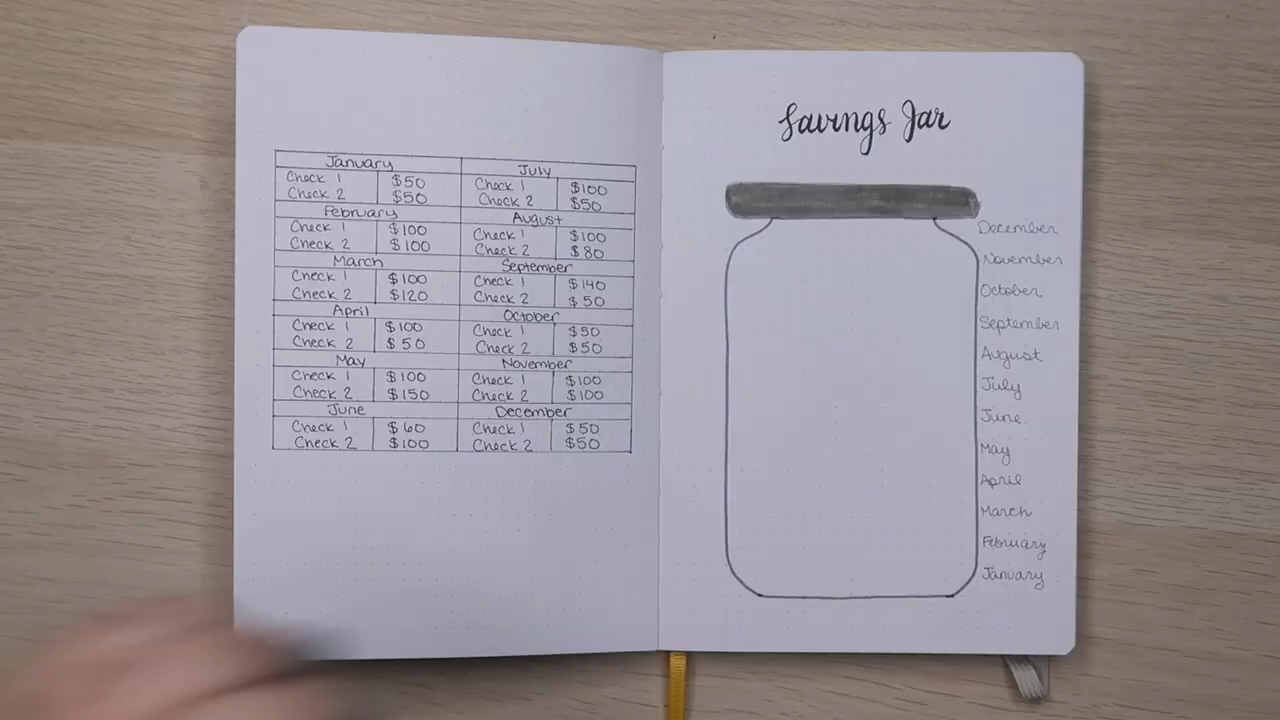 January
Check 1 $50
Check 2 $50
February
Check 1 $100
Check 2 $100
March
Check 1 $100
Check 2 $120
April
Check 1 $100
Check 2 $50
May
Check 1 $100
Check 2 $150
June
Check 1 $60
Check 2 $100
July
Check 1 $100
Check 2 $50
August
Check 1 $100
Check 2 $80
September
Check 1 $140
Check 2 $50
October
Check 1 $50
Check 2 $50
November
Check 1 $100
Check 2 $100
December
Check 1 $50
Check 2 $50
Savings Jar
December
November
October
September
August
July
June
May
April
March
February
January